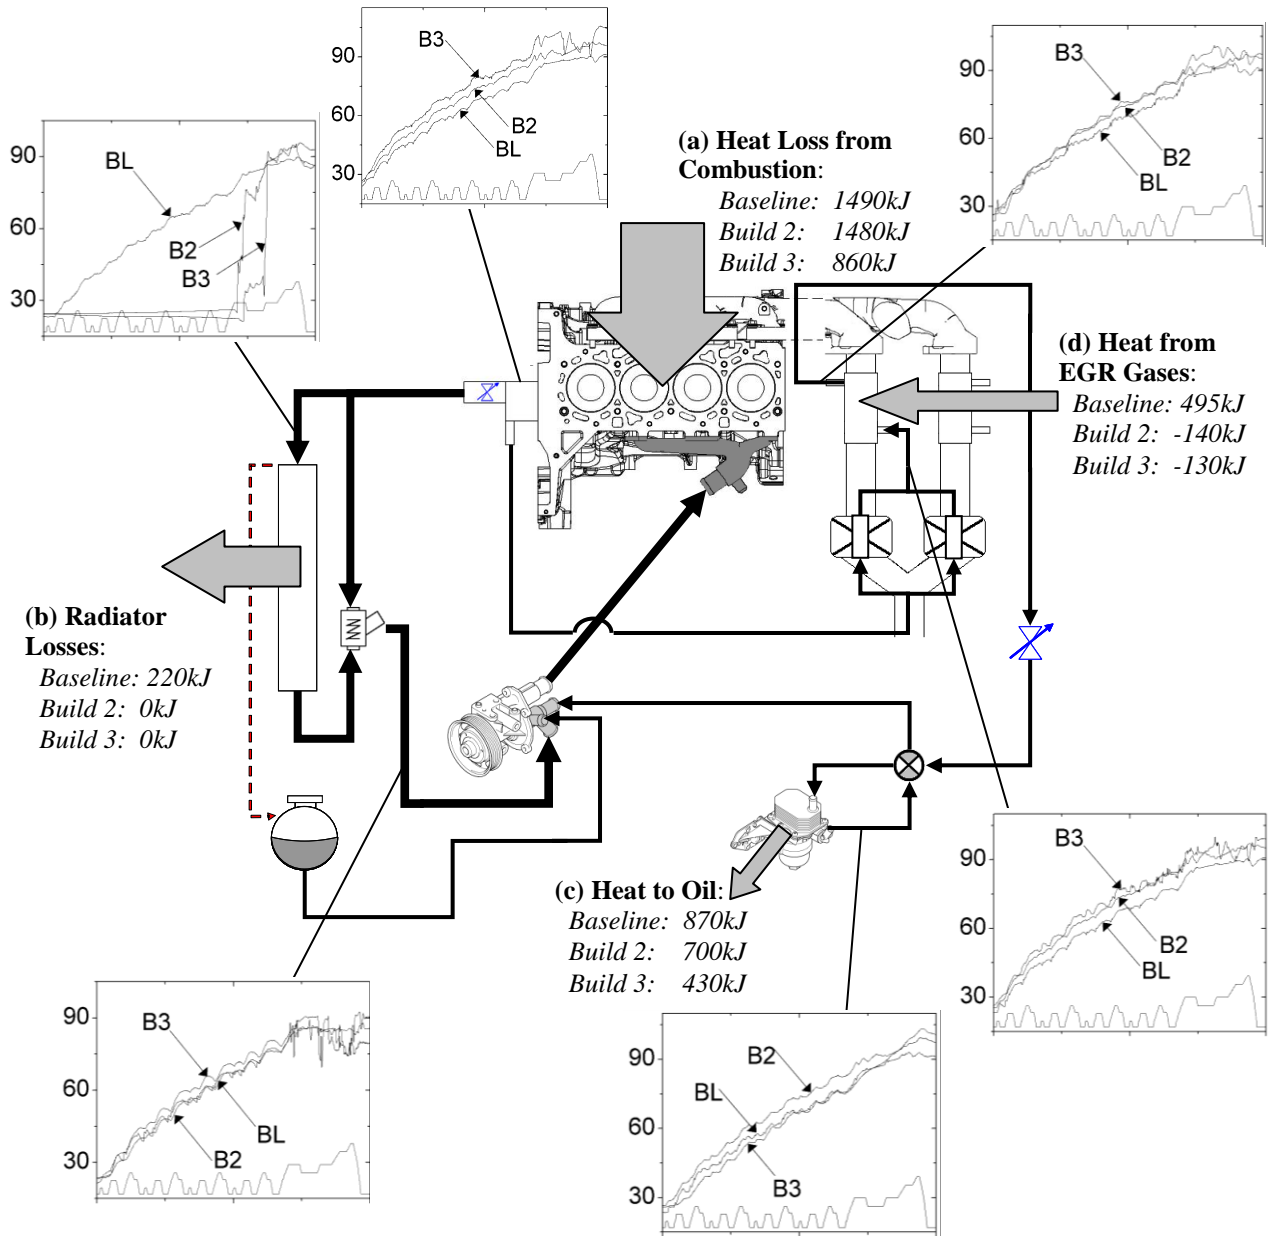 90
60
30
B3
B2
BL
90
60
30
B3
B2
BL
90
60
30
BL
B2
B3
(a) Heat Loss from
Combustion:
Baseline: 1490kJ
Build 2: 1480kJ
Build 3: 860kJ
(d) Heat from
EGR Gases:
Baseline: 495kJ
Build 2: -140kJ
Build 3: -130kJ
(b) Radiator
Losses:
Baseline: 220kJ
Build 2: 0kJ
Build 3: 0kJ
(c) Heat to Oil:
Baseline: 870kJ
Build 2: 700kJ
Build 3: 430kJ
90
60
30
B3
B2
BL
90
60
30
B3
BL
B2
90
60
30
B2
BL
B3